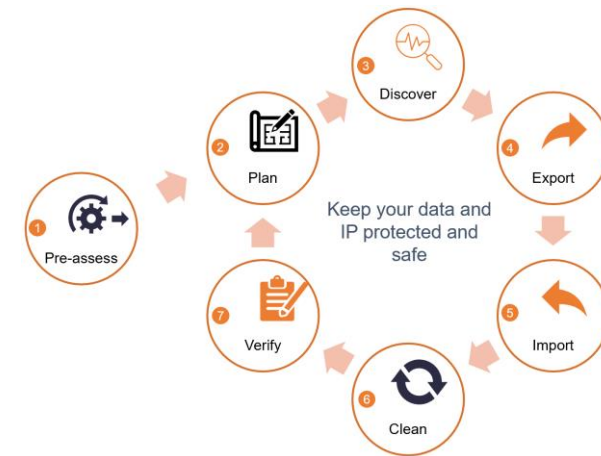 1
Pre-assess
2
Plan
3
Discover
4
Export
5
Import
6
Clean
7
Verify
Keep your data and
IP protected and
safe